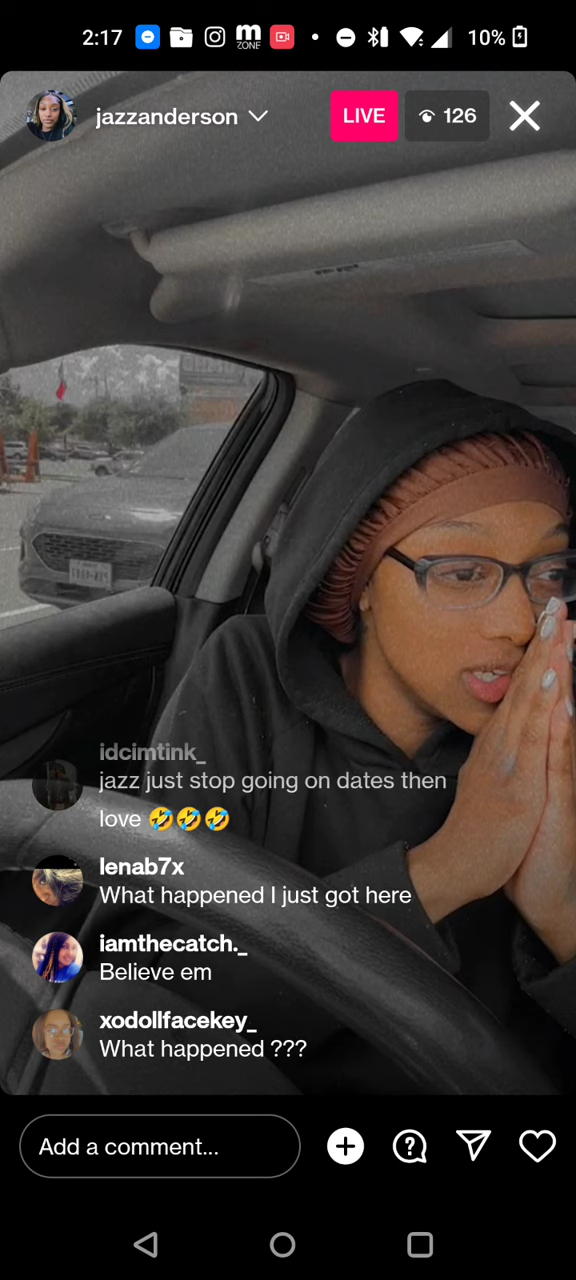 2:17
m
ZONE
10%
jazzanderson
LIVE
126
idcimtink_
jazz just stop going on dates then
love 🤣🤣🤣
lenab7x
What happened I just got here
iamthecatch._
Believe em
xodollfacekey_
What happened ???
Add a comment...